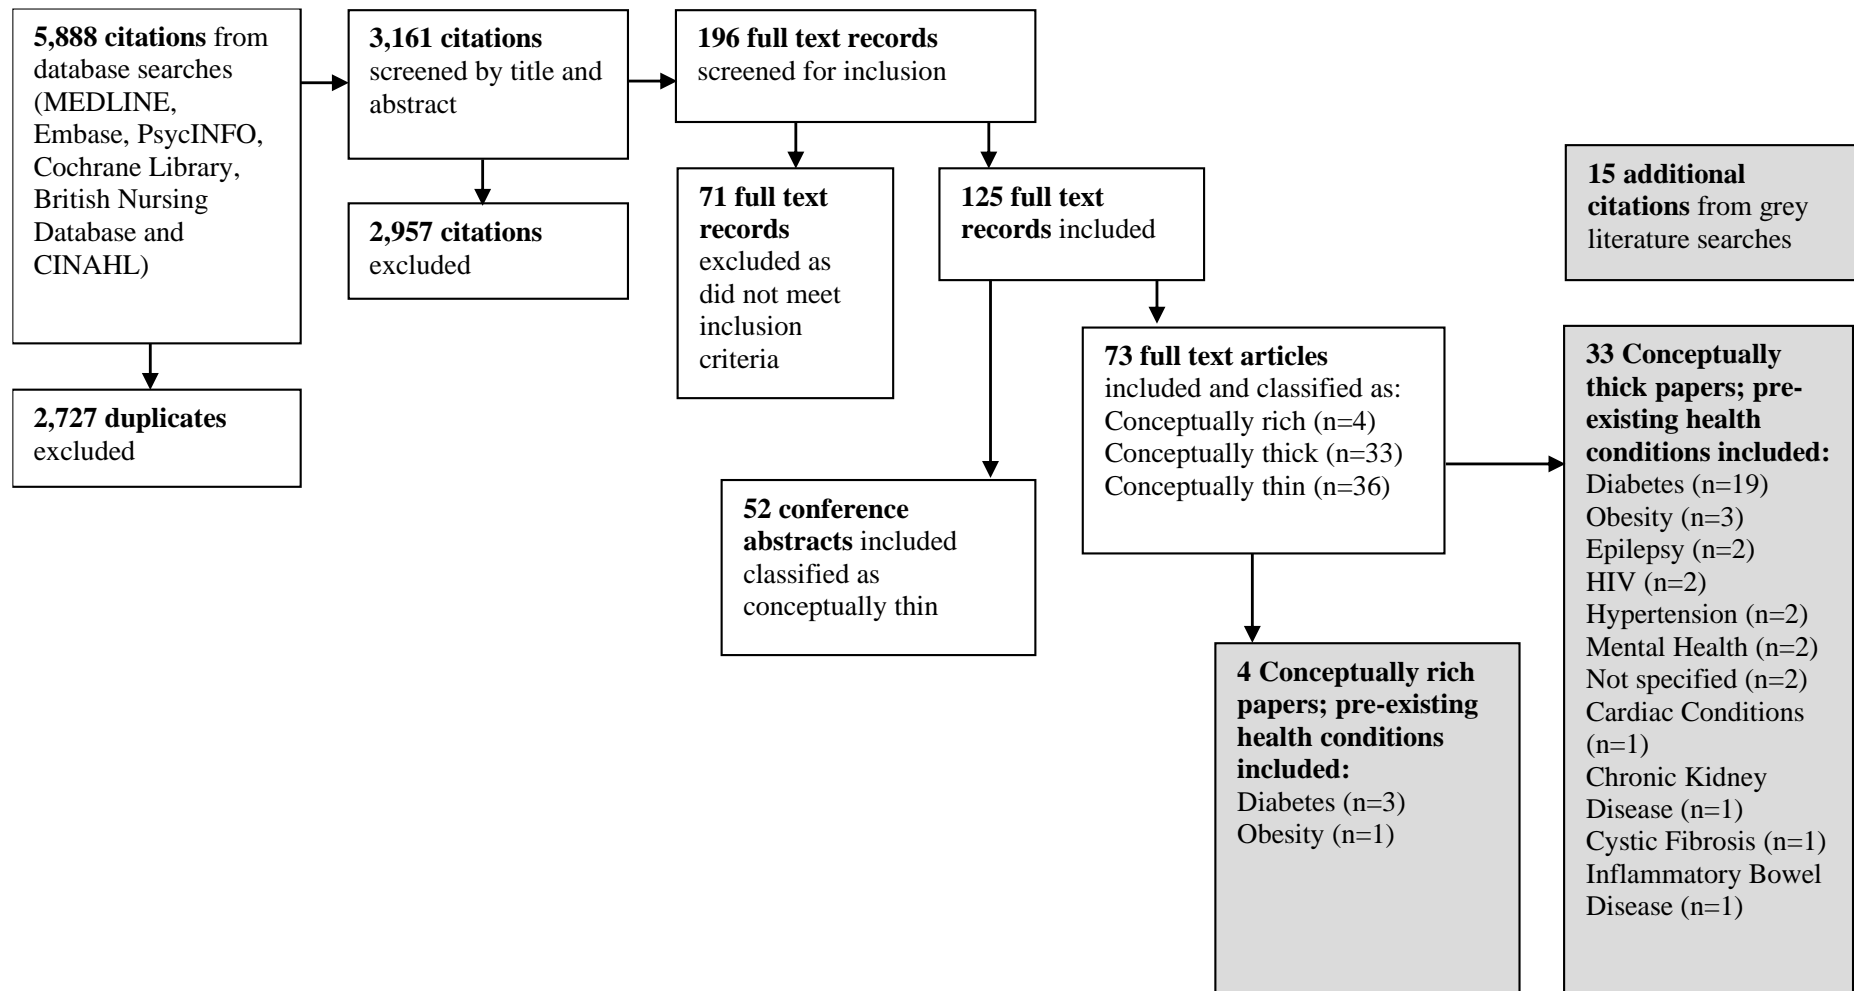 5,888 citations from
database searches
(MEDLINE,
Embase, PsycINFO,
Cochrane Library,
British Nursing
Database and
CINAHL)
3,161 citations
screened by title and
abstract
196 full text records
screened for inclusion
2,727 duplicates
excluded
2,957 citations
excluded
71 full text
records
excluded as
did not meet
inclusion
criteria
125 full text
records included
15 additional
citations from grey
literature searches
52 conference
abstracts included
classified as
conceptually thin
73 full text articles
included and classified as:
Conceptually rich (n=4)
Conceptually thick (n=33)
Conceptually thin (n=36)
4 Conceptually rich
papers; pre-existing
health conditions
included:
Diabetes (n=3)
Obesity (n=1)
33 Conceptually
thick papers; pre-
existing health
conditions included:
Diabetes (n=19)
Obesity (n=3)
Epilepsy (n=2)
HIV (n=2)
Hypertension (n=2)
Mental Health (n=2)
Not specified (n=2)
Cardiac Conditions
(n=1)
Chronic Kidney
Disease (n=1)
Cystic Fibrosis (n=1)
Inflammatory Bowel
Disease (n=1)